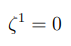 ζ¹ = 0